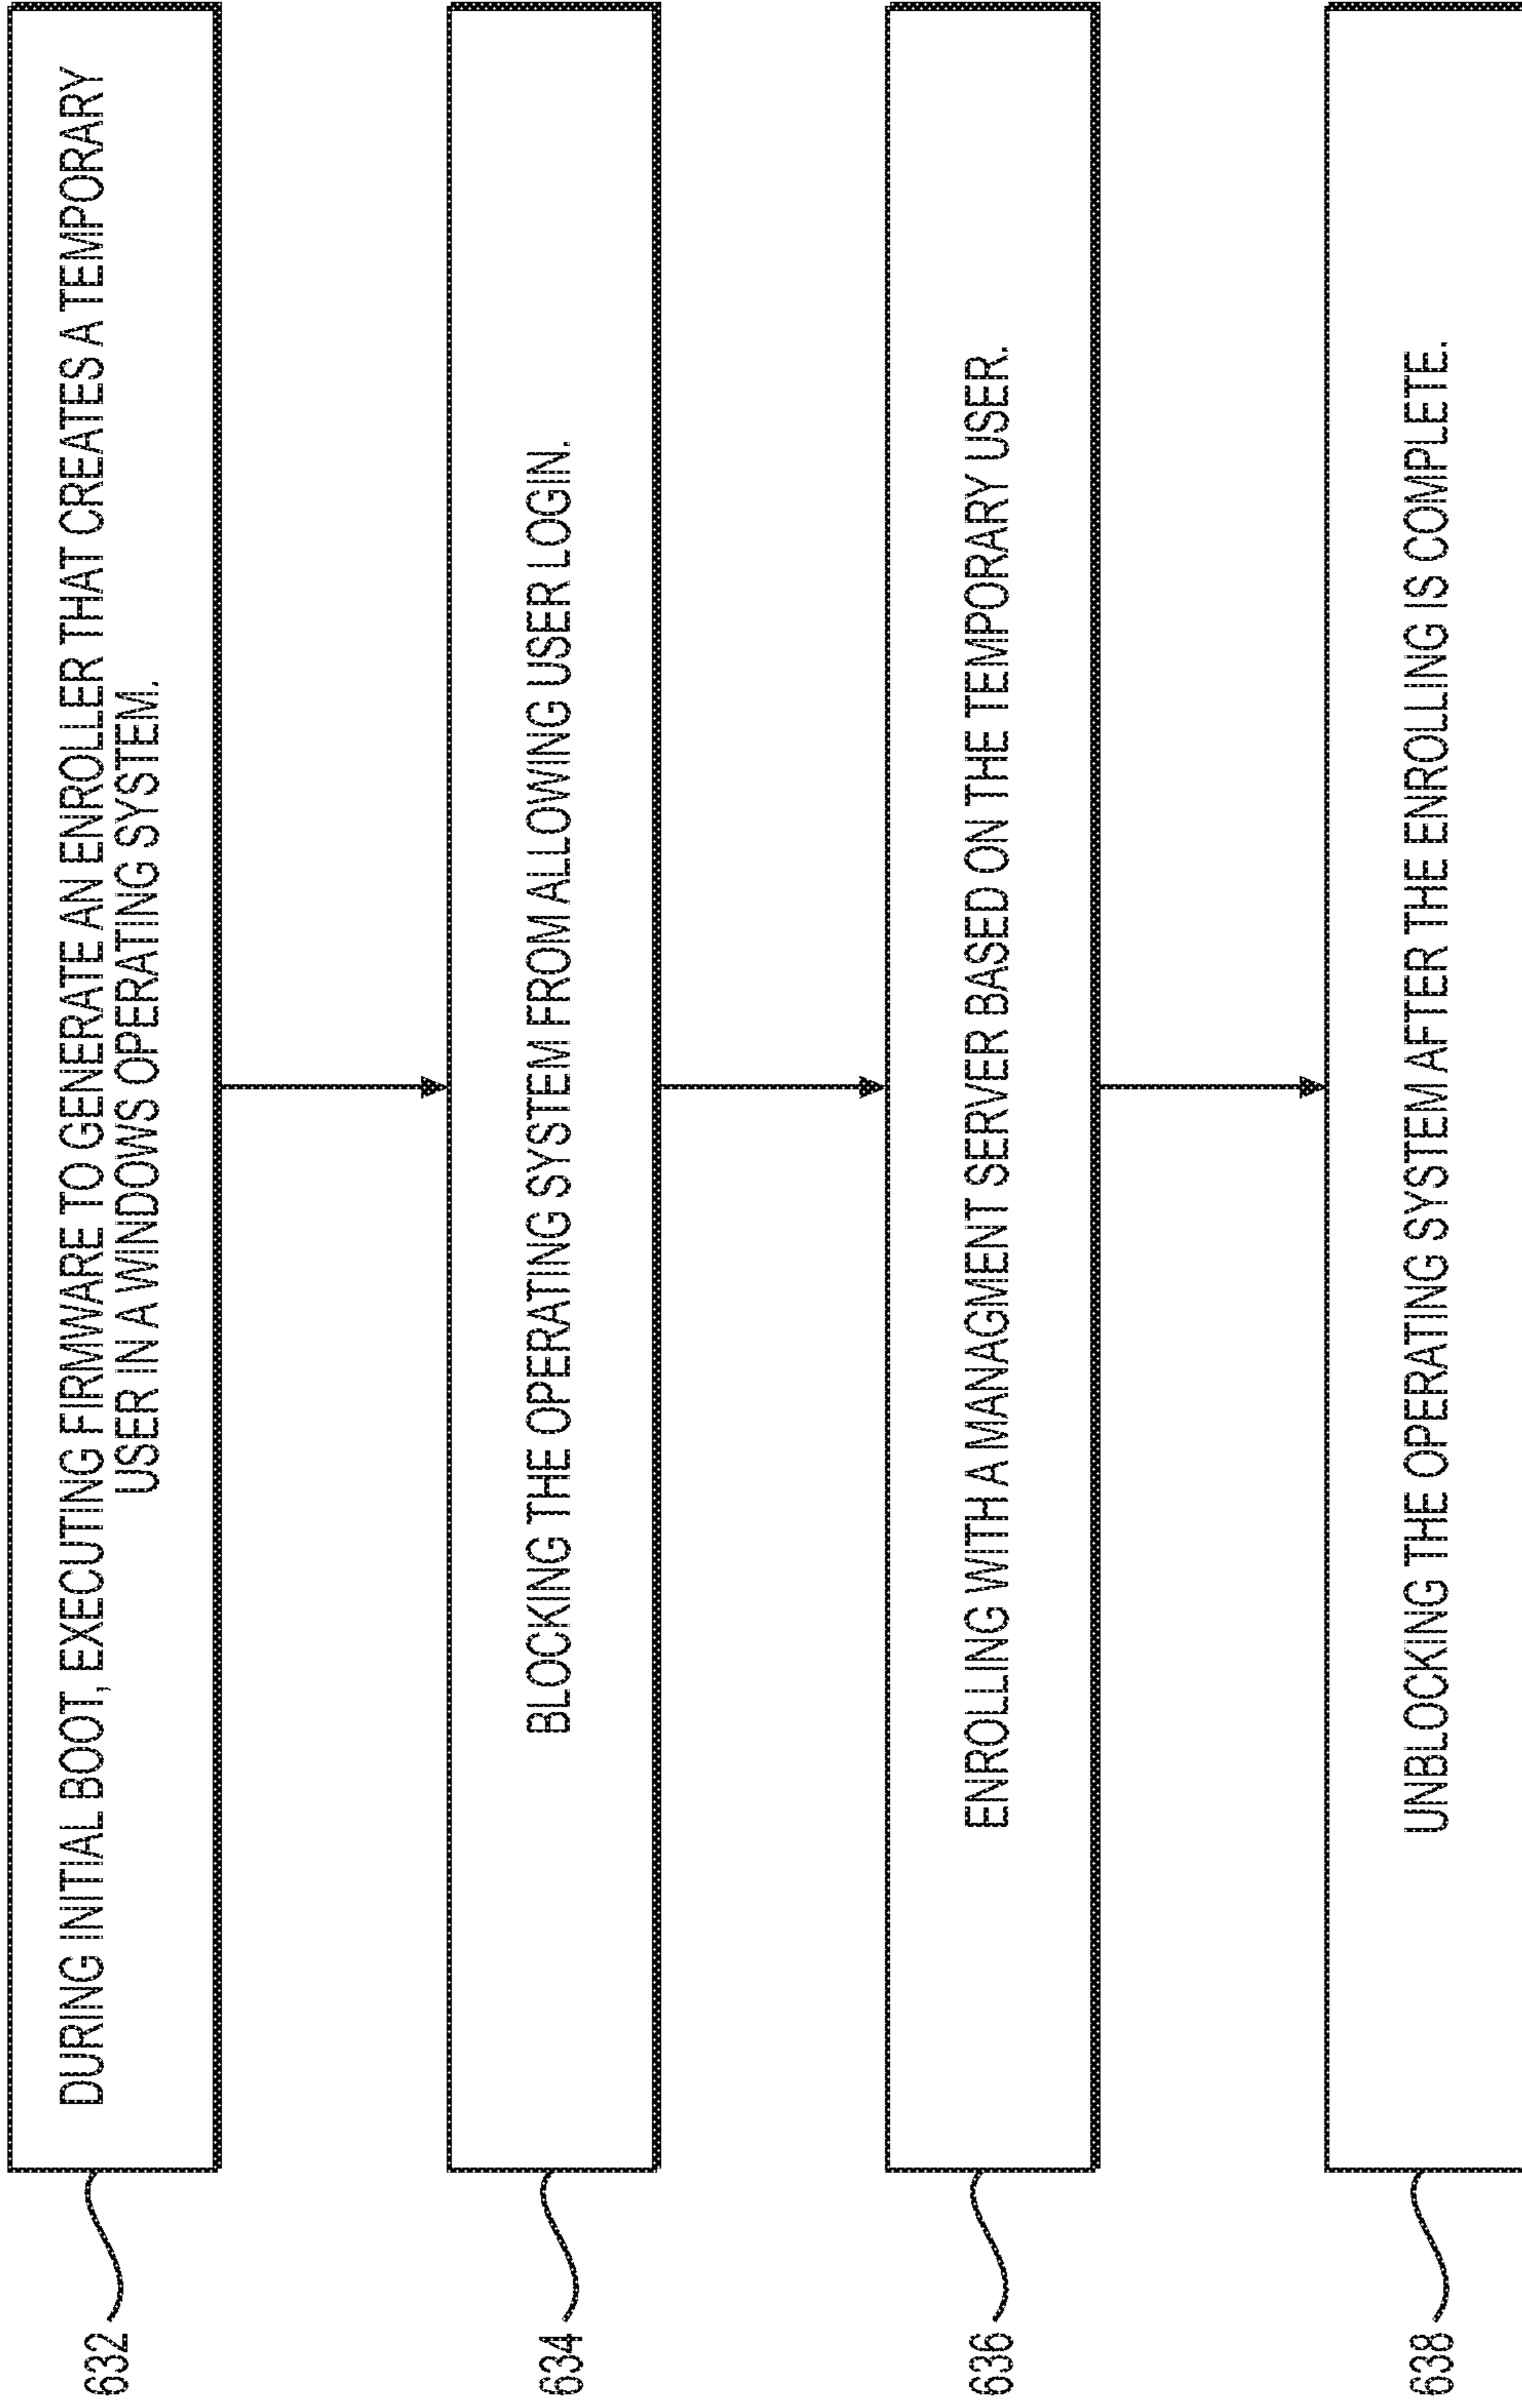 632
DURING INITIAL BOOT, EXECUTING FIRMWARE TO GENERATE AN ENROLLER THAT CREATES A TEMPORARY
USER IN A WINDOWS OPERATING SYSTEM.
634
BLOCKING THE OPERATING SYSTEM FROM ALLOWING USER LOGIN.
636
ENROLLING WITH A MANAGMENT SERVER BASED ON THE TEMPORARY USER.
638
UNBLOCKING THE OPERATING SYSTEM AFTER THE ENROLLING IS COMPLETE.